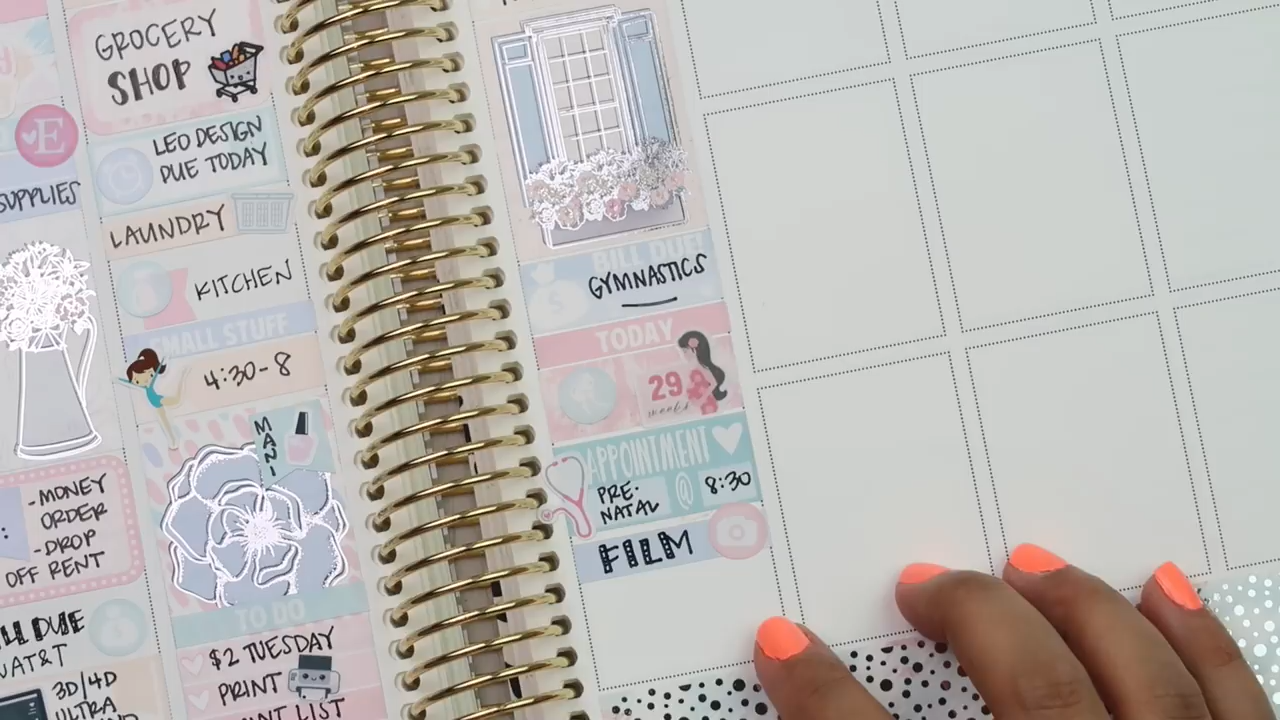 E
SUPPLIES
-MONEY
ORDER
-DROP
OFF RENT
BILL DUE
AT&T
3D/4D
ULTRA
GROCERY
SHOP
LEO DESIGN
DUE TODAY
LAUNDRY
KITCHEN
SMALL STUFF
4:30-8
MANI
TO DO
$2 TUESDAY
PRINT
LIST
BILL DUE!
$
GYMNASTICS
TODAY
29
weeks
APPOINTMENT
PRE-
NATAL
@ 8:30
FILM